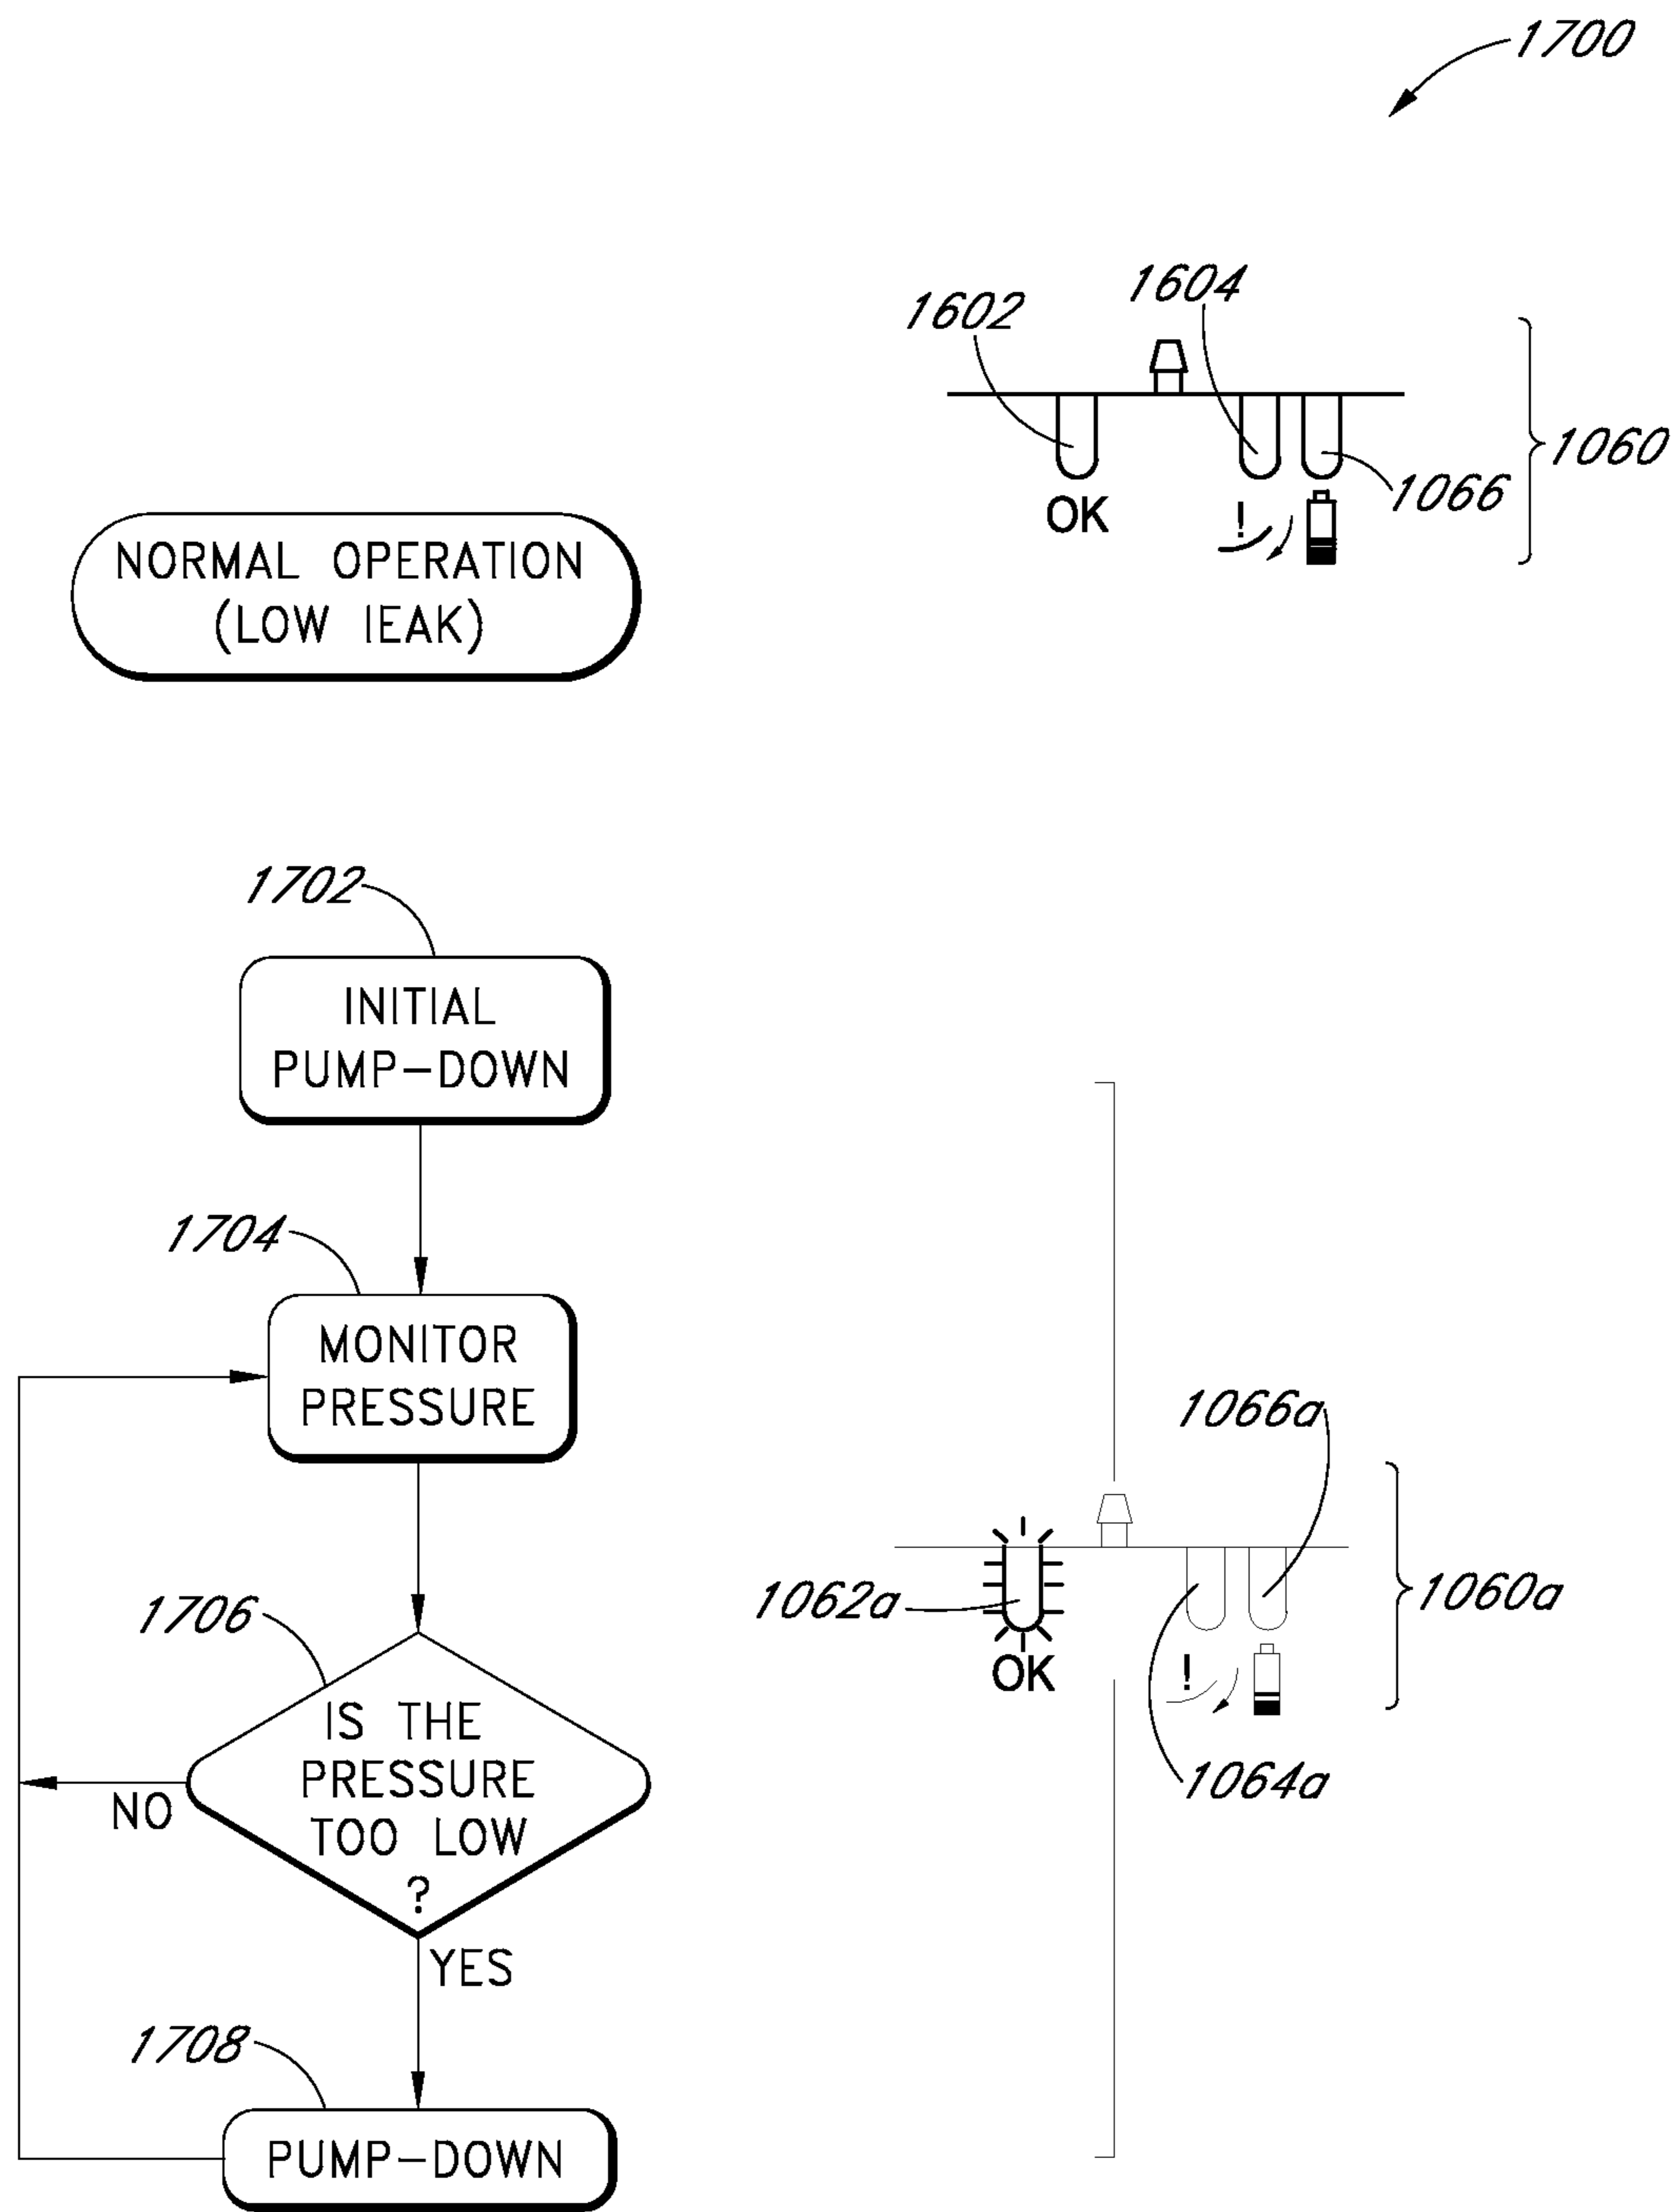 1700
1602
1604
1060
1066
OK
!
NORMAL OPERATION
(LOW IEAK)
1702
INITIAL
PUMP-DOWN
1704
MONITOR
PRESSURE
1066a
1062a
1060a
OK
!
1064a
1706
IS THE
PRESSURE
TOO LOW
?
NO
YES
1708
PUMP-DOWN